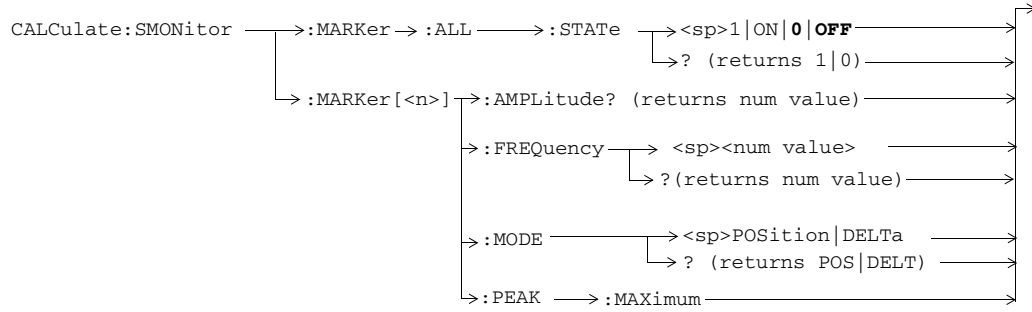 CALCulate:SMONitor :MARKer :ALL :STATe <sp>1|ON|0|OFF
? (returns 1|0)
:MARKer[<n>] :AMPLitude? (returns num value)
:FREQuency <sp><num value>
?(returns num value)
:MODE <sp>POSition|DELTa
? (returns POS|DELT)
:PEAK :MAXimum